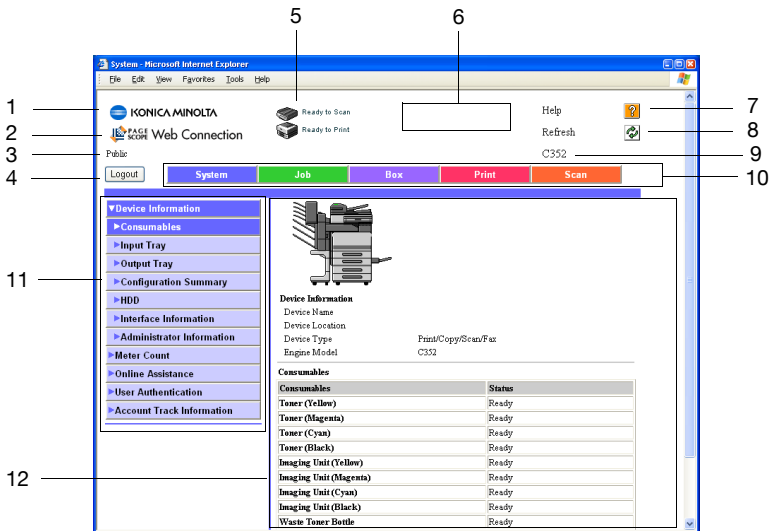 5
6
System - Microsoft Internet Explorer
File Edit View Favorites Tools Help
1
KONICA MINOLTA
Ready to Scan
Help
?
7
2
PAGE SCOPE Web Connection
Ready to Print
Refresh
8
3
Public
C352
9
4
Logout
System
Job
Box
Print
Scan
10
▼Device Information
►Consumables
►Input Tray
►Output Tray
11
►Configuration Summary
►HDD
►Interface Information
►Administrator Information
►Meter Count
►Online Assistance
►User Authentication
►Account Track Information
12
Device Information
Device Name
Device Location
Device Type Print/Copy/Scan/Fax
Engine Model C352
Consumables
Consumables Status
Toner (Yellow) Ready
Toner (Magenta) Ready
Toner (Cyan) Ready
Toner (Black) Ready
Imaging Unit (Yellow) Ready
Imaging Unit (Magenta) Ready
Imaging Unit (Cyan) Ready
Imaging Unit (Black) Ready
Waste Toner Bottle Ready